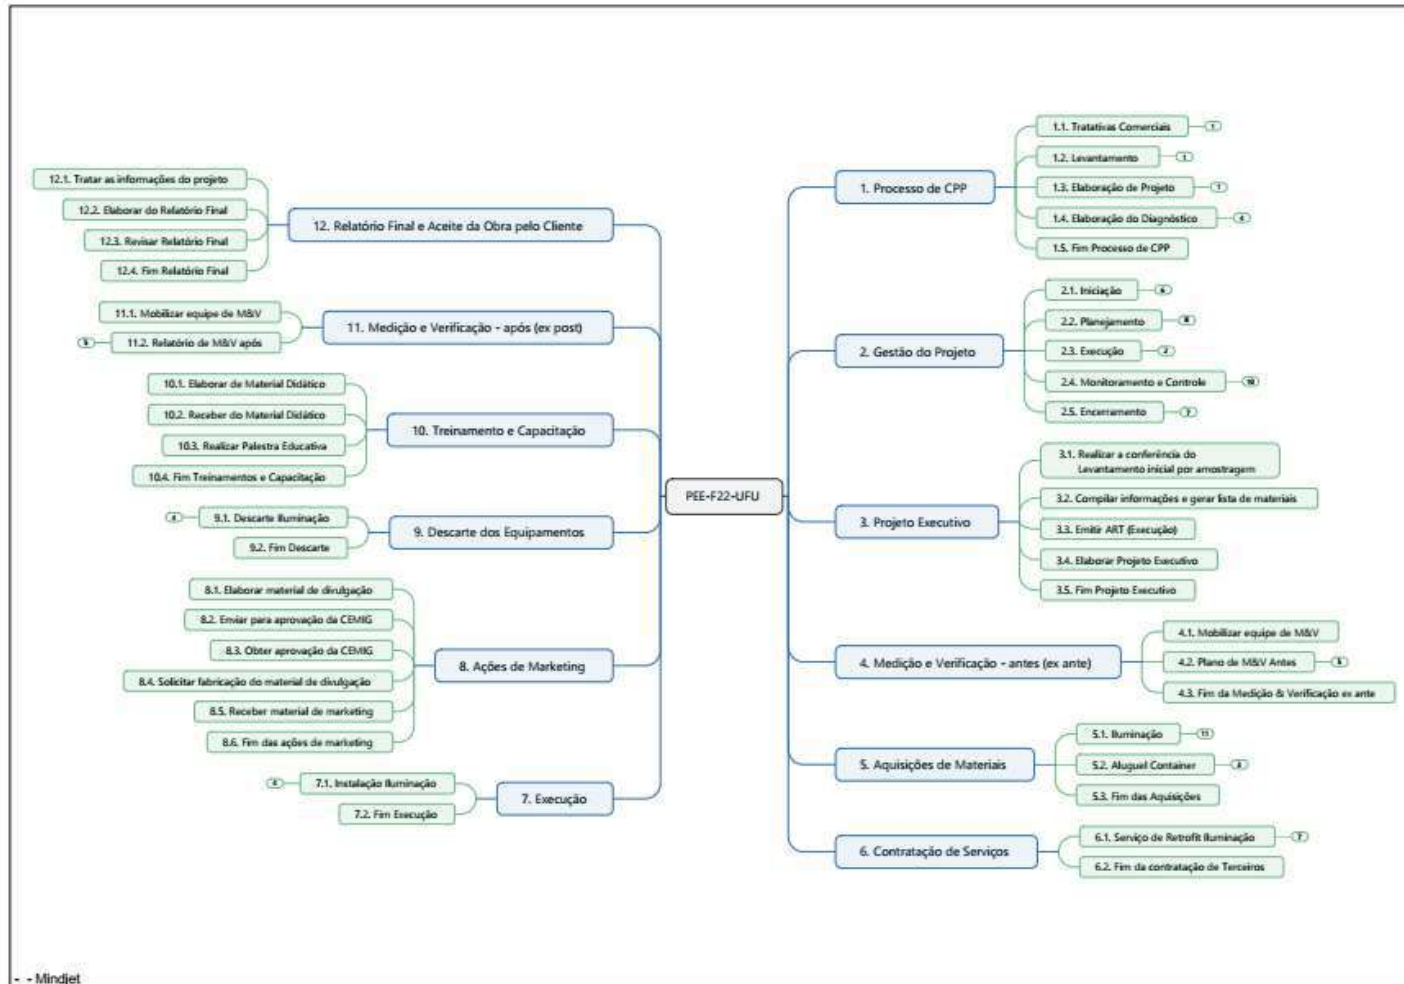 1. Processo de CPP
1.1. Tratativas Comerciais
1
1.2. Levantamento
1
1.3. Elaboração de Projeto
1
1.4. Elaboração do Diagnóstico
4
1.5. Fim Processo de CPP
2. Gestão do Projeto
2.1. Iniciação
6
2.2. Planejamento
8
2.3. Execução
2
2.4. Monitoramento e Controle
10
2.5. Encerramento
7
3. Projeto Executivo
3.1. Realizar a conferência do
Levantamento inicial por amostragem
3.2. Compilar informações e gerar lista de materiais
3.3. Emitir ART (Execução)
3.4. Elaborar Projeto Executivo
3.5. Fim Projeto Executivo
4. Medição e Verificação - antes (ex ante)
4.1. Mobilizar equipe de M&V
4.2. Plano de M&V Antes
5
4.3. Fim da Medição & Verificação ex ante
5. Aquisições de Materiais
5.1. Iluminação
11
5.2. Aluguel Container
5.3. Fim das Aquisições
6. Contratação de Serviços
6.1. Serviço de Retrofit Iluminação
7
6.2. Fim da contratação de Terceiros
PEE-F22-UFU
12. Relatório Final e Aceite da Obra pelo Cliente
12.1. Tratar as informações do projeto
12.2. Elaborar do Relatório Final
12.3. Revisar Relatório Final
12.4. Fim Relatório Final
11. Medição e Verificação - após (ex post)
11.1. Mobilizar equipe de M&V
11.2. Relatório de M&V após
5
10. Treinamento e Capacitação
10.1. Elaborar de Material Didático
10.2. Receber do Material Didático
10.3. Realizar Palestra Educativa
10.4. Fim Treinamentos e Capacitação
9. Descarte dos Equipamentos
9.1. Descarte Iluminação
4
9.2. Fim Descarte
8. Ações de Marketing
8.1. Elaborar material de divulgação
8.2. Enviar para aprovação da CEMIG
8.3. Obter aprovação da CEMIG
8.4. Solicitar fabricação do material de divulgação
8.5. Receber material de marketing
8.6. Fim das ações de marketing
7. Execução
7.1. Instalação Iluminação
7.2. Fim Execução
- - Mindjet